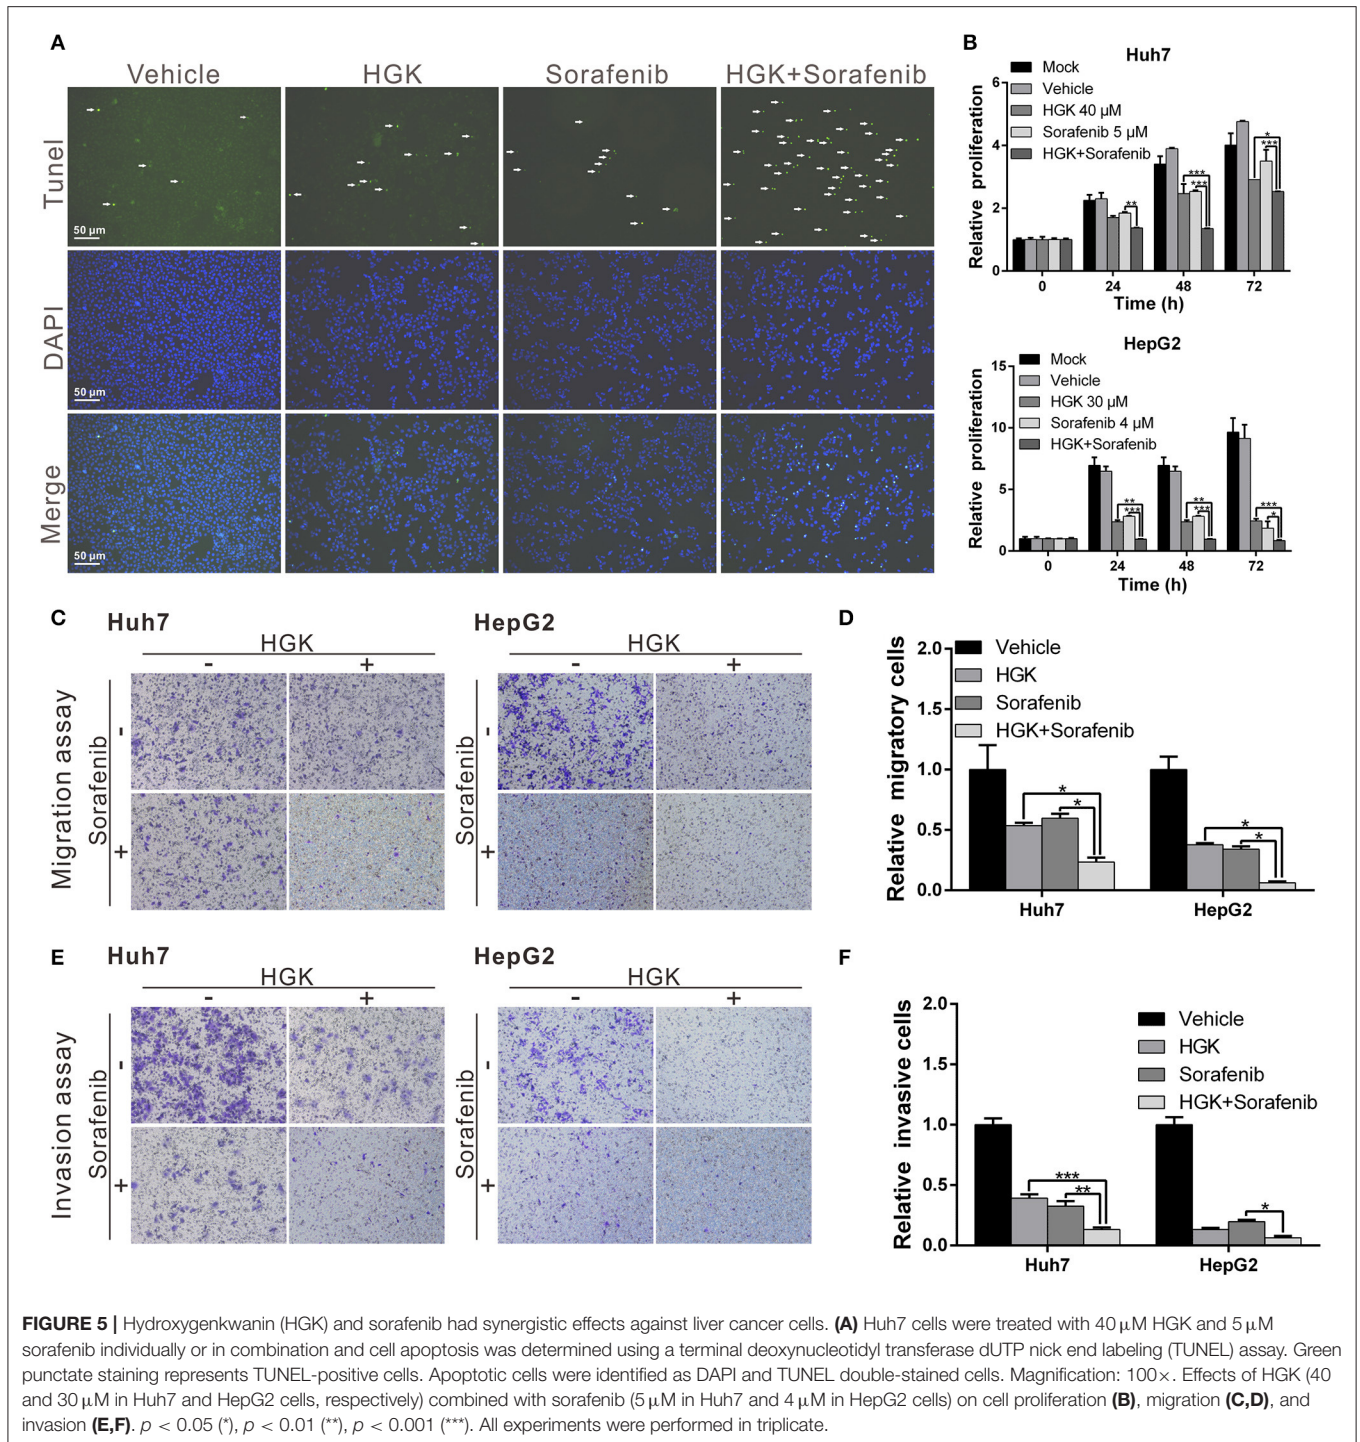 A
Vehicle
HGK
Sorafenib
HGK+Sorafenib
Tunel
50 µm
DAPI
50 µm
Merge
50 µm
B
Huh7
Mock
Vehicle
HGK 40 µM
Sorafenib 5 µM
HGK+Sorafenib
Relative proliferation
6
4
2
0
*
***
***
***
**
0
24
48
72
Time (h)
HepG2
Mock
Vehicle
HGK 30 µM
Sorafenib 4 µM
HGK+Sorafenib
Relative proliferation
15
10
5
0
**
***
**
***
***
*
0
24
48
72
Time (h)
C
Huh7
HGK
- +
Migration assay
Sorafenib
-
+
HepG2
HGK
- +
Sorafenib
-
+
D
Relative migratory cells
2.0
1.5
1.0
0.5
0.0
Vehicle
HGK
Sorafenib
HGK+Sorafenib
*
*
*
*
Huh7
HepG2
E
Huh7
HGK
- +
Invasion assay
Sorafenib
-
+
HepG2
HGK
- +
Sorafenib
-
+
F
Relative invasive cells
2.0
1.5
1.0
0.5
0.0
Vehicle
HGK
Sorafenib
HGK+Sorafenib
***
**
*
Huh7
HepG2
FIGURE 5 | Hydroxygenkwanin (HGK) and sorafenib had synergistic effects against liver cancer cells. (A) Huh7 cells were treated with 40 µM HGK and 5 µM
sorafenib individually or in combination and cell apoptosis was determined using a terminal deoxynucleotidyl transferase dUTP nick end labeling (TUNEL) assay. Green
punctate staining represents TUNEL-positive cells. Apoptotic cells were identified as DAPI and TUNEL double-stained cells. Magnification: 100×. Effects of HGK (40
and 30 µM in Huh7 and HepG2 cells, respectively) combined with sorafenib (5 µM in Huh7 and 4 µM in HepG2 cells) on cell proliferation (B), migration (C,D), and
invasion (E,F). p < 0.05 (*), p < 0.01 (**), p < 0.001 (***). All experiments were performed in triplicate.